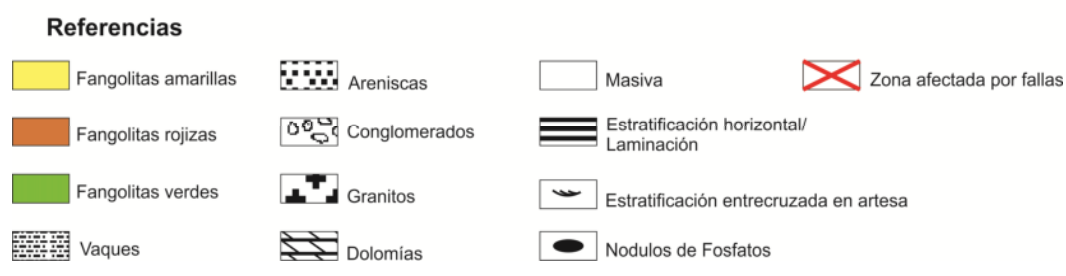 Referencias
Fangolitas amarillas
Areniscas
Masiva
Zona afectada por fallas
Fangolitas rojizas
Conglomerados
Estratificación horizontal/
Laminación
Fangolitas verdes
Granitos
Estratificación entrecruzada en artesa
Vaques
Dolomías
Nodulos de Fosfatos